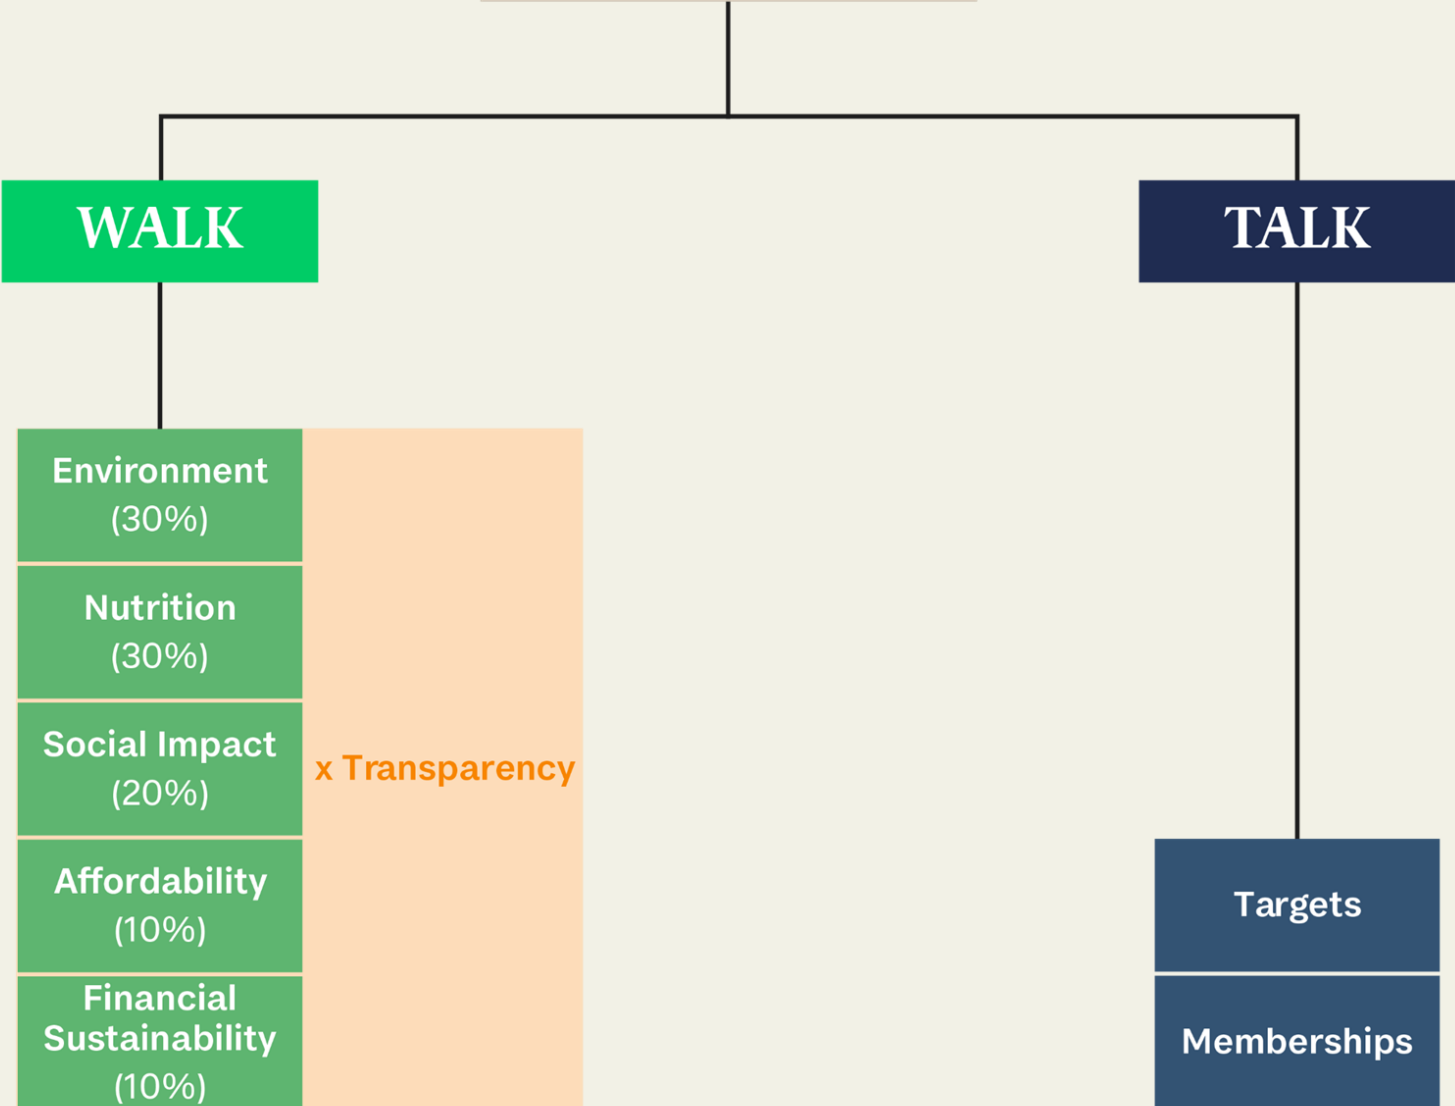 WALK
TALK
Environment
(30%)
Nutrition
(30%)
Social Impact
(20%)
x Transparency
Affordability
(10%)
Targets
Financial
Sustainability
(10%)
Memberships